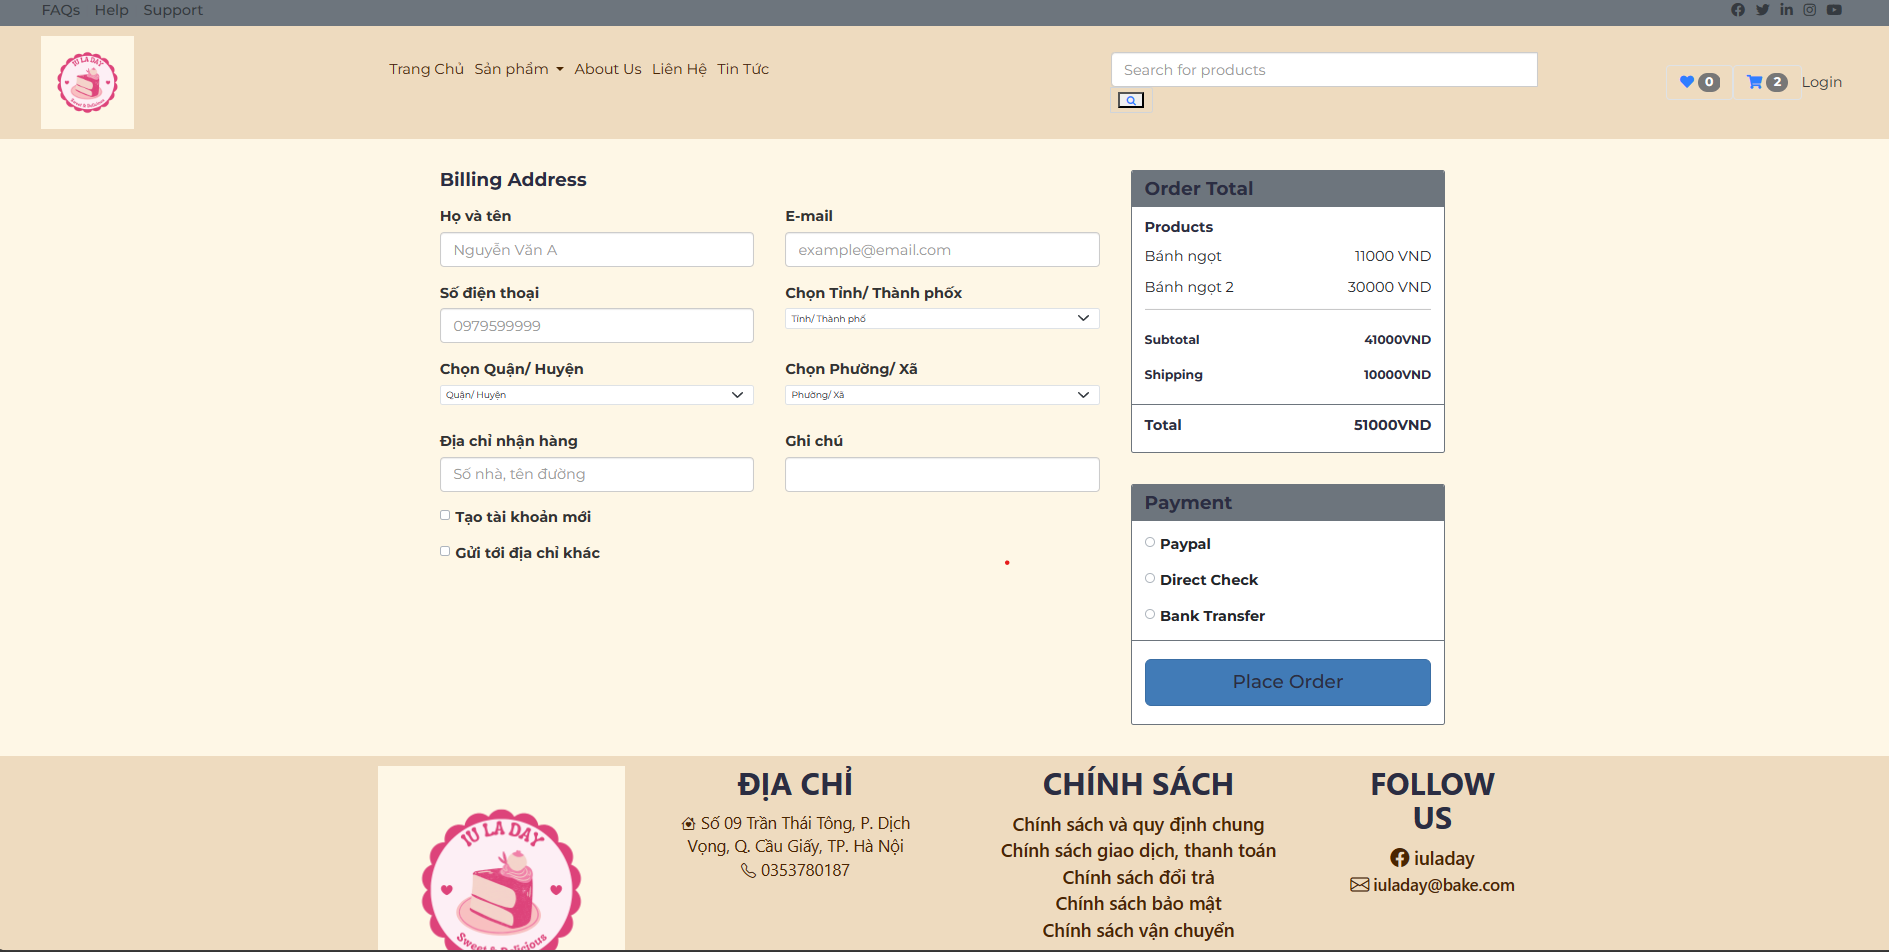 FAQs Help Support
IU LA DAY
Sweet & Delicious
Trang Chủ Sản phẩm About Us Liên Hệ Tin Tức
Search for products
0 2 Login
Billing Address
Họ và tên
Nguyễn Văn A
E-mail
example@email.com
Số điện thoại
0979599999
Chọn Tỉnh/ Thành phốx
Tỉnh/ Thành phố
Chọn Quận/ Huyện
Quận/ Huyện
Chọn Phường/ Xã
Phường/ Xã
Địa chỉ nhận hàng
Số nhà, tên đường
Ghi chú
Tạo tài khoản mới
Gửi tới địa chỉ khác
Order Total
Products
Bánh ngọt 11000 VND
Bánh ngọt 2 30000 VND
Subtotal 41000VND
Shipping 10000VND
Total 51000VND
Payment
Paypal
Direct Check
Bank Transfer
Place Order
IU LA DAY
Sweet & Delicious
ĐỊA CHỈ
Số 09 Trần Thái Tông, P. Dịch
Vọng, Q. Cầu Giấy, TP. Hà Nội
0353780187
CHÍNH SÁCH
Chính sách và quy định chung
Chính sách giao dịch, thanh toán
Chính sách đổi trả
Chính sách bảo mật
Chính sách vận chuyển
FOLLOW
US
iuladay
iuladay@bake.com